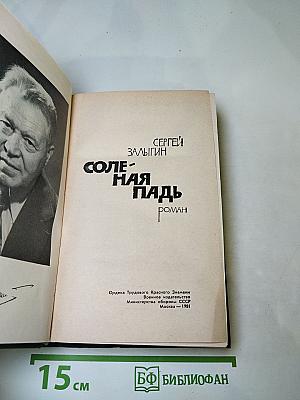 СЕРГЕЙ
ЗАЛЫГИН
СОЛЕ-
НАЯ
ПАДЬ
РОМАН
Ордена Трудового Красного Знамени
Военное издательство
Министерства обороны СССР
Москва — 1981
15 см
БФ БИБЛИОФАН